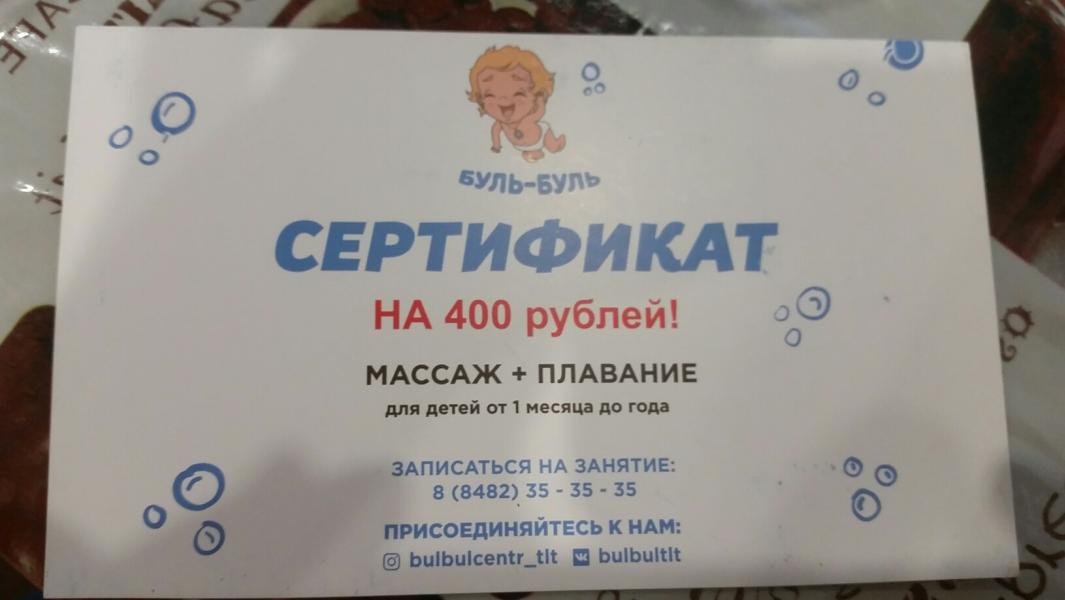 БУЛЬ-БУЛЬ
СЕРТИФИКАТ
НА 400 рублей!
МАССАЖ + ПЛАВАНИЕ
для детей от 1 месяца до года
ЗАПИСАТЬСЯ НА ЗАНЯТИЕ:
8 (8482) 35 - 35 - 35
ПРИСОЕДИНЯЙТЕСЬ К НАМ:
bulbulcentr_tlt bulbultlt